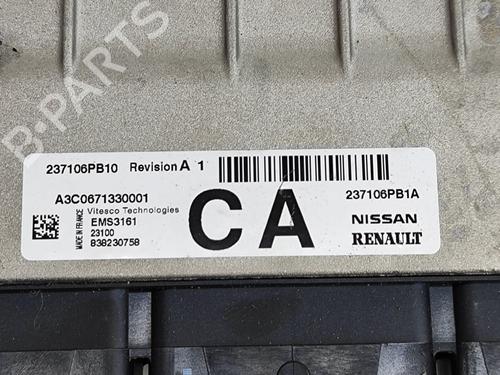 B-PARTS
237106PB10 Revision A 1
A3C0671330001
237106PB1A
Vitesco Technologies
EMS3161
23100
838230758
MADE IN FRANCE
CA
NISSAN
RENAULT